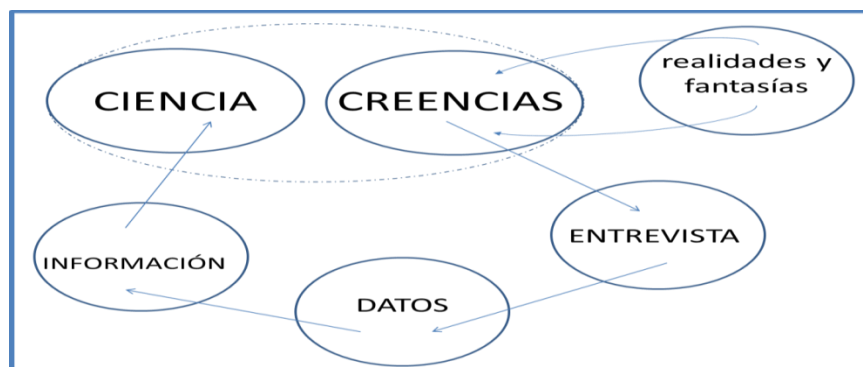 CIENCIA
CREENCIAS
realidades y
fantasías
ENTREVISTA
INFORMACIÓN
DATOS